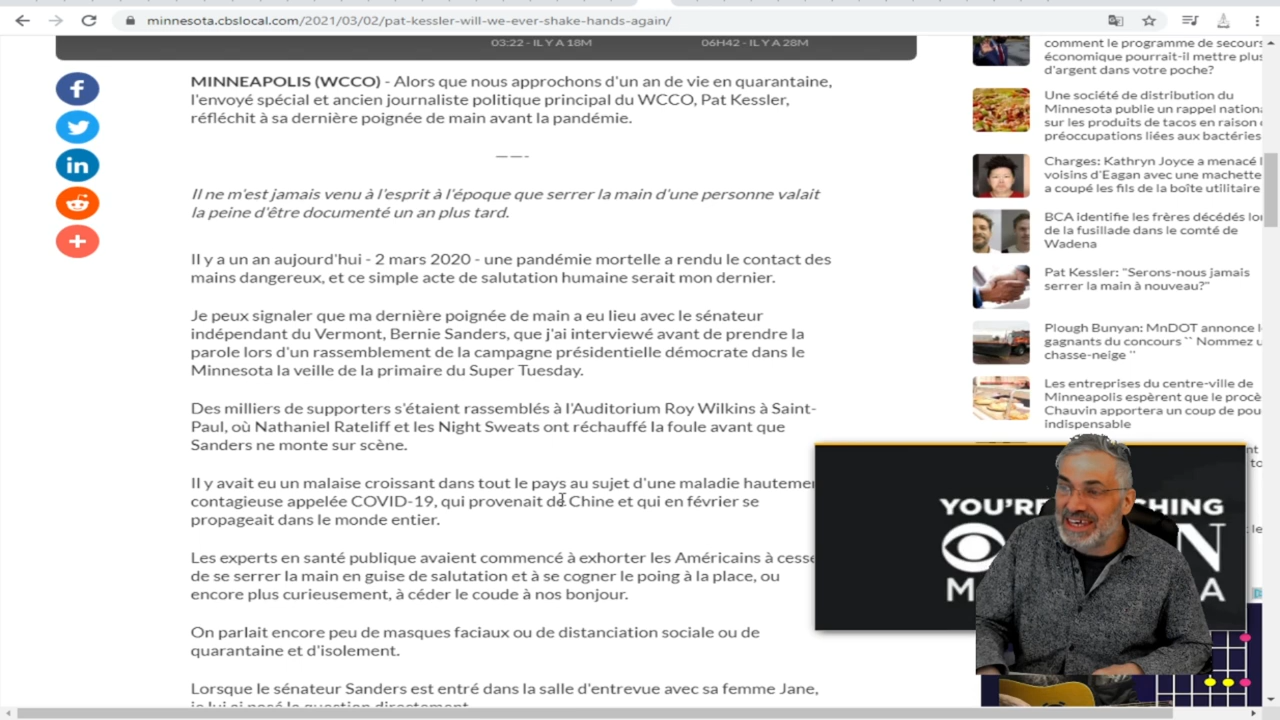 minnesota.cbslocal.com/2021/03/02/pat-kessler-will-we-ever-shake-hands-again/
03:22 - IL Y A 18M
06H42 - IL Y A 28M
MINNEAPOLIS (WCCO) - Alors que nous approchons d'un an de vie en quarantaine,
l'envoyé spécial et ancien journaliste politique principal du WCCO, Pat Kessler,
réfléchit à sa dernière poignée de main avant la pandémie.
——-
Il ne m'est jamais venu à l'esprit à l'époque que serrer la main d'une personne valait
la peine d'être documenté un an plus tard.
Il y a un an aujourd'hui - 2 mars 2020 - une pandémie mortelle a rendu le contact des
mains dangereux, et ce simple acte de salutation humaine serait mon dernier.
Je peux signaler que ma dernière poignée de main a eu lieu avec le sénateur
indépendant du Vermont, Bernie Sanders, que j'ai interviewé avant de prendre la
parole lors d'un rassemblement de la campagne présidentielle démocrate dans le
Minnesota la veille de la primaire du Super Tuesday.
Des milliers de supporters s'étaient rassemblés à l'Auditorium Roy Wilkins à Saint-
Paul, où Nathaniel Rateliff et les Night Sweats ont réchauffé la foule avant que
Sanders ne monte sur scène.
Il y avait eu un malaise croissant dans tout le pays au sujet d'une maladie hautemen
contagieuse appelée COVID-19, qui provenait de Chine et qui en février se
propageait dans le monde entier.
Les experts en santé publique avaient commencé à exhorter les Américains à cesse
de se serrer la main en guise de salutation et à se cogner le poing à la place, ou
encore plus curieusement, à céder le coude à nos bonjour.
On parlait encore peu de masques faciaux ou de distanciation sociale ou de
quarantaine et d'isolement.
Lorsque le sénateur Sanders est entré dans la salle d'entrevue avec sa femme Jane,
je lui ai posé la question directement
comment le programme de secours
économique pourrait-il mettre plus
d'argent dans votre poche?
Une société de distribution du
Minnesota publie un rappel nationa
sur les produits de tacos en raison
préoccupations liées aux bactéries
Charges: Kathryn Joyce a menacé
voisins d'Eagan avec une machette
a coupé les fils de la boîte utilitaire
BCA identifie les frères décédés lor
de la fusillade dans le comté de
Wadena
Pat Kessler: "Serons-nous jamais
serrer la main à nouveau?"
Plough Bunyan: MnDOT annonce l
gagnants du concours `` Nommez u
chasse-neige ''
Les entreprises du centre-ville de
Minneapolis espèrent que le procè
Chauvin apportera un coup de pou
indispensable